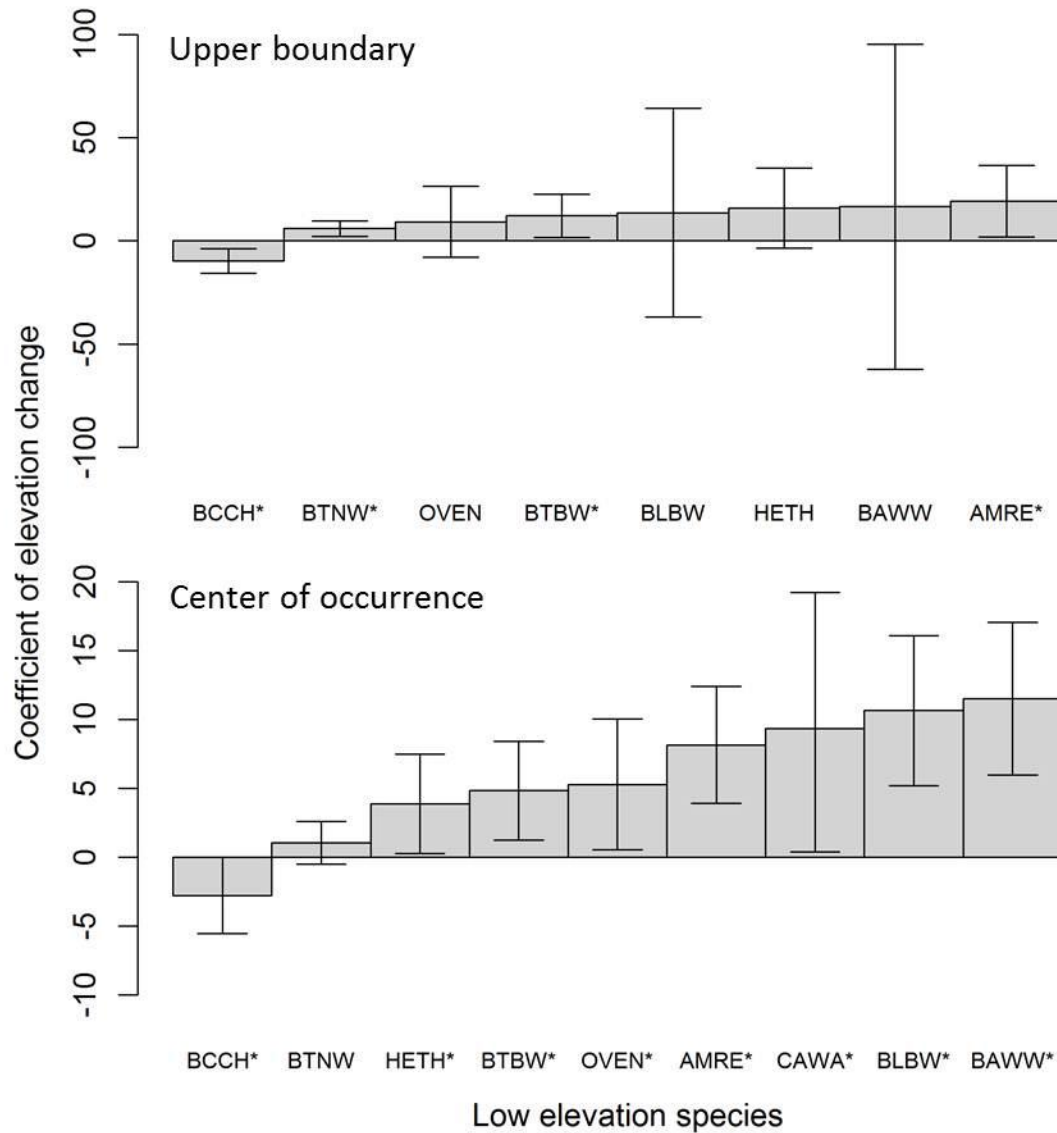 Upper boundary
100
50
0
-50
-100
BCCH* BTNW* OVEN BTBW* BLBW HETH BAWW AMRE*
Coefficient of elevation change
Center of occurrence
20
15
10
5
0
-5
-10
BCCH* BTNW HETH* BTBW* OVEN* AMRE* CAWA* BLBW* BAWW*
Low elevation species